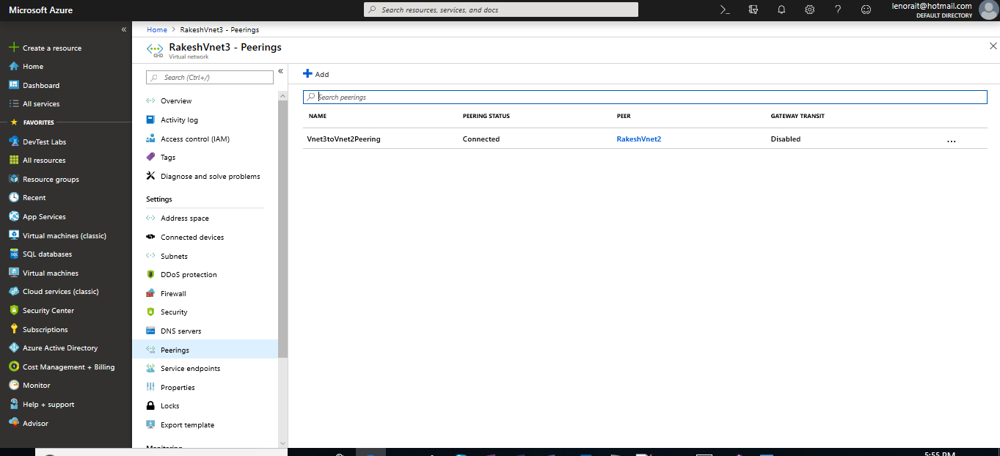 Microsoft Azure
Search resources, services, and docs
lenorait@hotmail.com
DEFAULT DIRECTORY
Create a resource
Home
Dashboard
All services
FAVORITES
DevTest Labs
All resources
Resource groups
Recent
App Services
Virtual machines (classic)
SQL databases
Virtual machines
Cloud services (classic)
Security Center
Subscriptions
Azure Active Directory
Cost Management + Billing
Monitor
Help + support
Advisor
Home > RakeshVnet3 - Peerings
RakeshVnet3 - Peerings
Virtual network
Search (Ctrl+/)
Overview
Activity log
Access control (IAM)
Tags
Diagnose and solve problems
Settings
Address space
Connected devices
Subnets
DDoS protection
Firewall
Security
DNS servers
Peerings
Service endpoints
Properties
Locks
Export template
Monitoring
Add
Search peerings
NAME PEERING STATUS PEER GATEWAY TRANSIT
Vnet3toVnet2Peering Connected RakeshVnet2 Disabled ...
5:55 PM